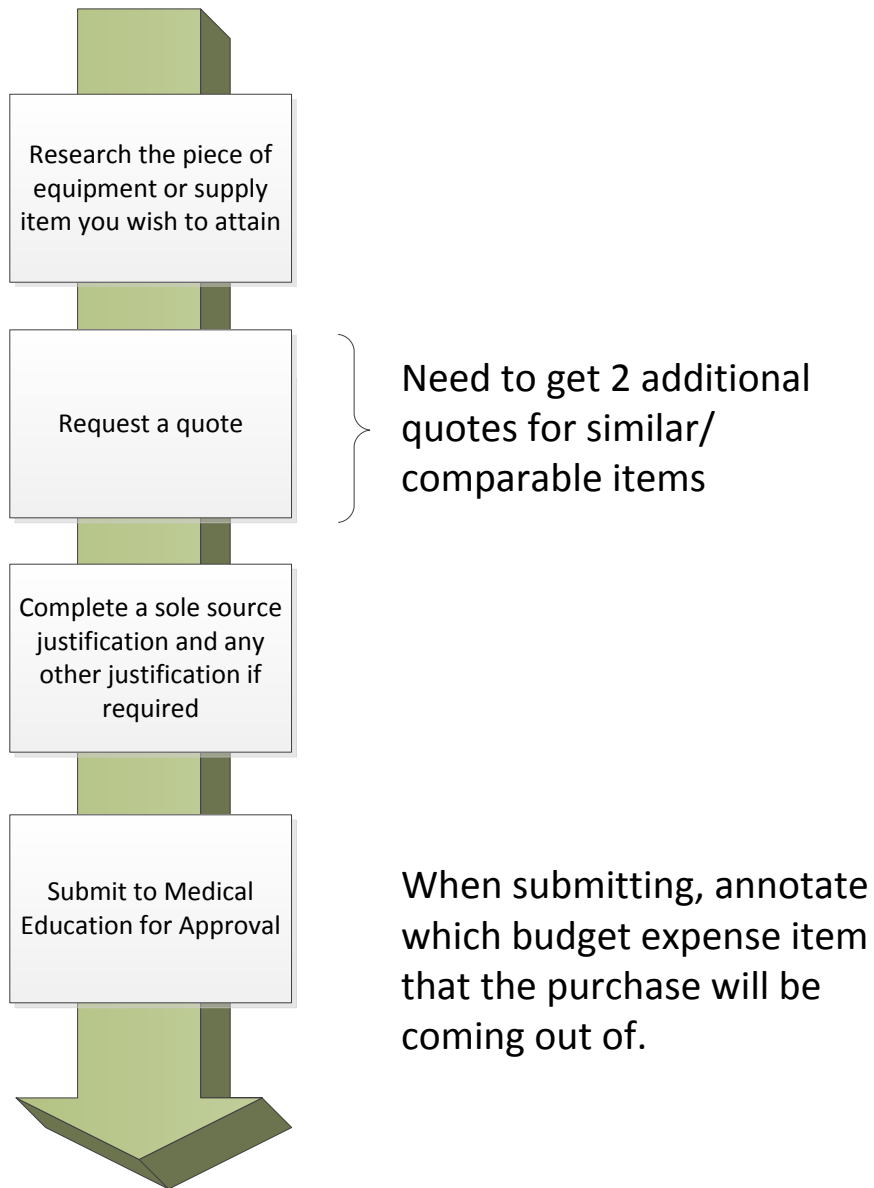 Research the piece of
equipment or supply
item you wish to attain
Request a quote
Need to get 2 additional
quotes for similar/
comparable items
Complete a sole source
justification and any
other justification if
required
Submit to Medical
Education for Approval
When submitting, annotate
which budget expense item
that the purchase will be
coming out of.